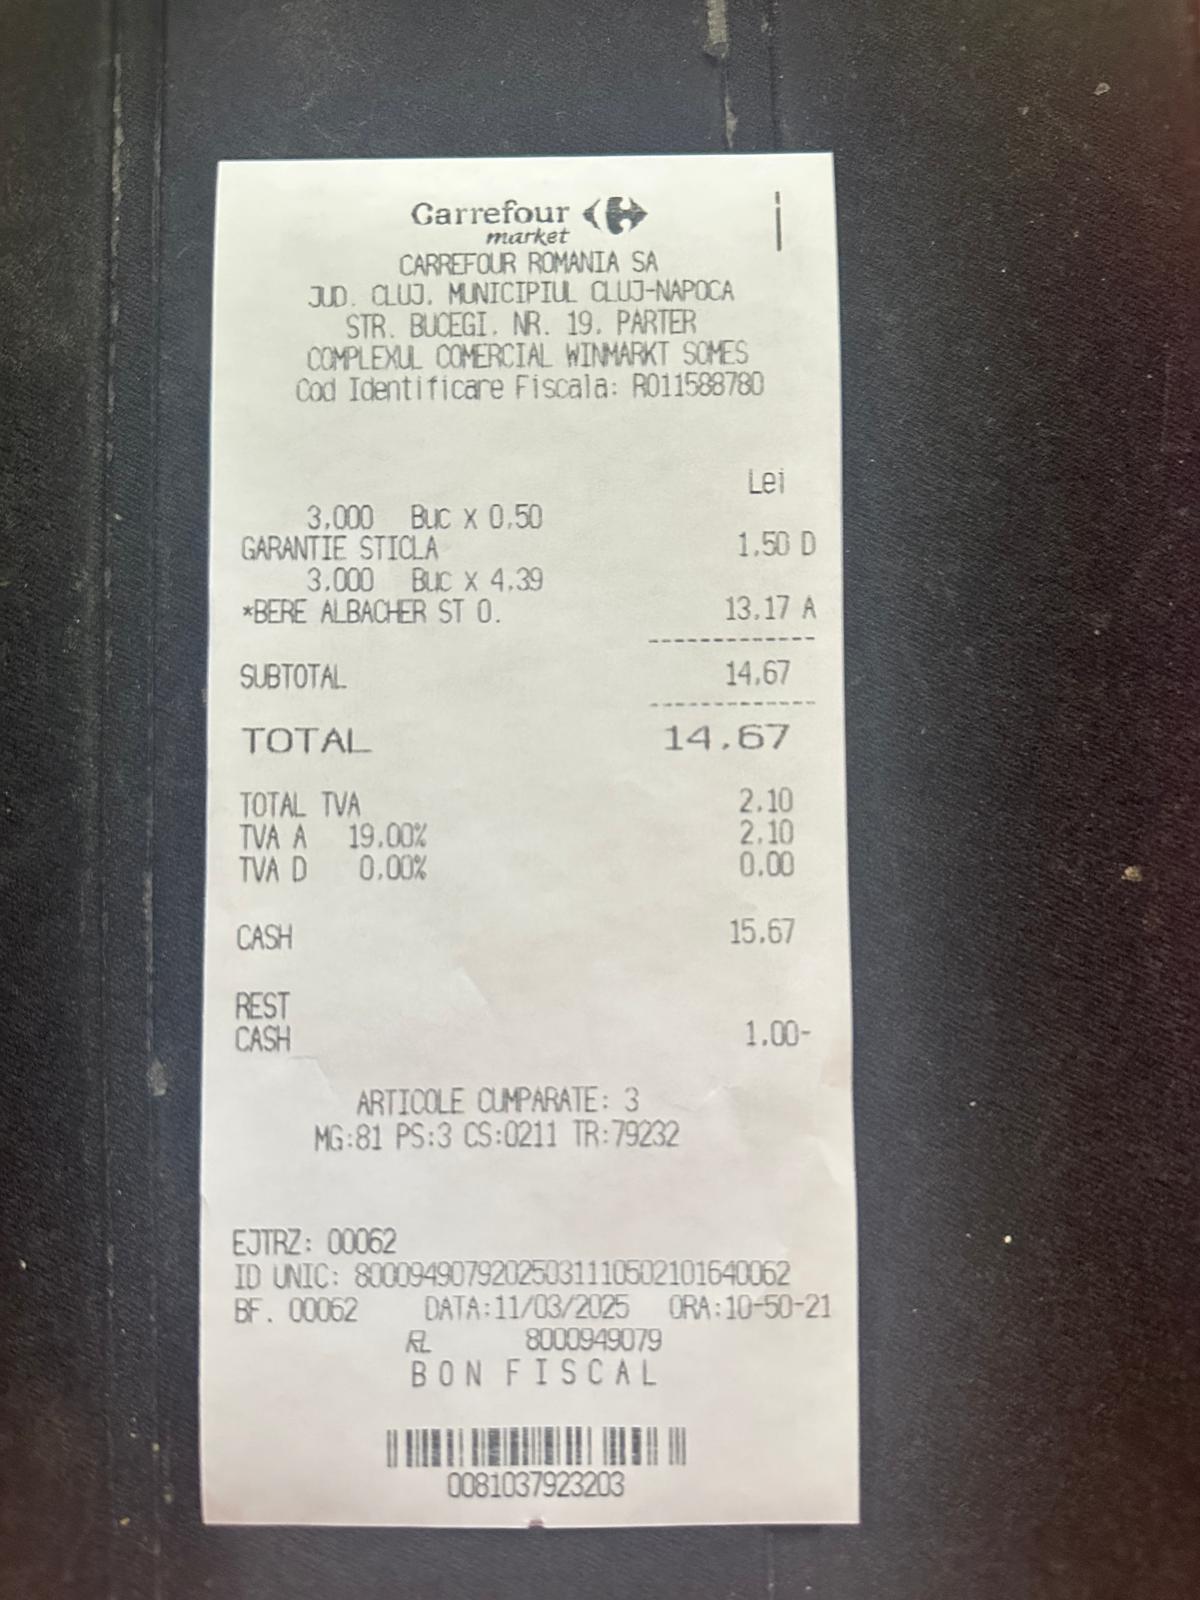 Carrefour
market
CARREFOUR ROMANIA SA
JUD. CLUJ, MUNICIPIUL CLUJ-NAPOCA
STR. BUCEGI, NR. 19, PARTER
COMPLEXUL COMERCIAL WINMARKT SOMES
Cod Identificare Fiscala: RO11588780
Lei
3,000 Buc x 0,50
GARANTIE STICLA 1,50 D
3,000 Buc x 4,39
*BERE ALBACHER ST 0. 13,17 A
SUBTOTAL 14,67
TOTAL 14,67
TOTAL TVA 2,10
TVA A 19,00% 2,10
TVA D 0,00% 0,00
CASH 15,67
REST
CASH 1,00-
ARTICOLE CUMPARATE: 3
MG:81 PS:3 CS:0211 TR:79232
EJTRZ: 00062
ID UNIC: 80009490792025031110502101640062
BF. 00062 DATA:11/03/2025 ORA:10-50-21
RL 8000949079
BON FISCAL
0081037923203